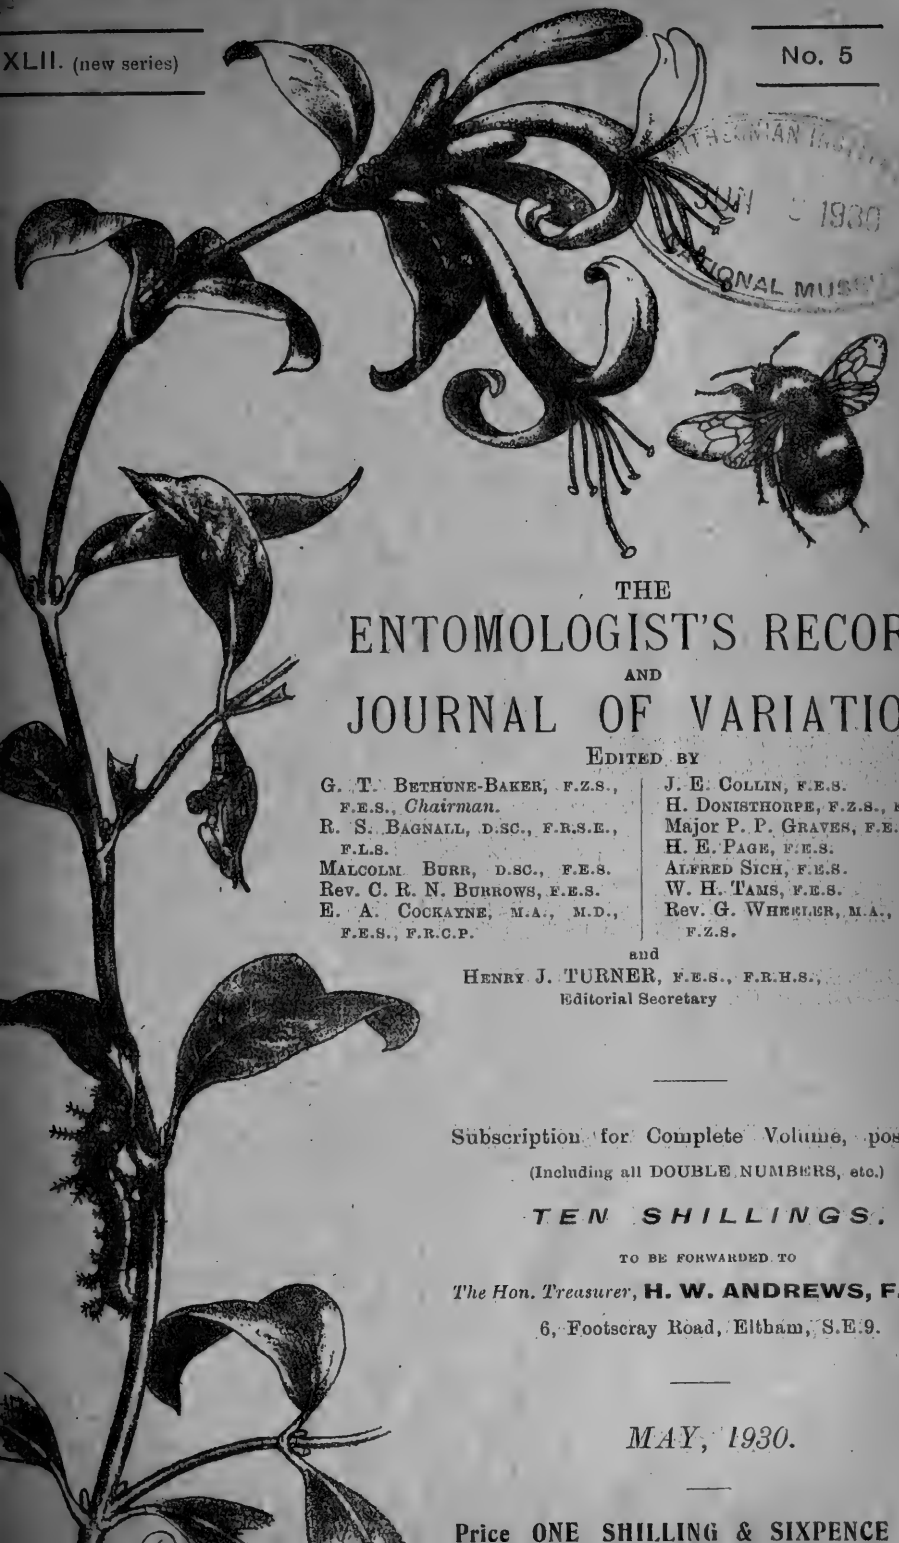 XLII. (new series)
No. 5
JUN 1930
NATIONAL MUS
THE
ENTOMOLOGIST'S RECOR
AND
JOURNAL OF VARIATIO
EDITED BY
G. T. BETHUNE-BAKER, F.Z.S.,
F.E.S., Chairman.
R. S. BAGNALL, D.SC., F.R.S.E.,
F.L.S.
MALCOLM BURR, D.SC., F.E.S.
Rev. C. R. N. BURROWS, F.E.S.
E. A. COCKAYNE, M.A., M.D.,
F.E.S., F.R.C.P.
J. E. COLLIN, F.E.S.
H. DONISTHORPE, F.Z.S.,
Major P. P. GRAVES, F.E.
H. E. PAGE, F.E.S.
ALFRED SICH, F.E.S.
W. H. TAMS, F.E.S.
Rev. G. WHEELER, M.A.,
F.Z.S.
and
HENRY J. TURNER, F.E.S., F.R.H.S.,
Editorial Secretary
Subscription for Complete Volume, pos
(Including all DOUBLE NUMBERS, etc.)
TEN SHILLINGS.
TO BE FORWARDED TO
The Hon. Treasurer, H. W. ANDREWS, F.
6, Footscray Road, Eltham, S.E.9.
MAY, 1930.
Price ONE SHILLING & SIXPENCE